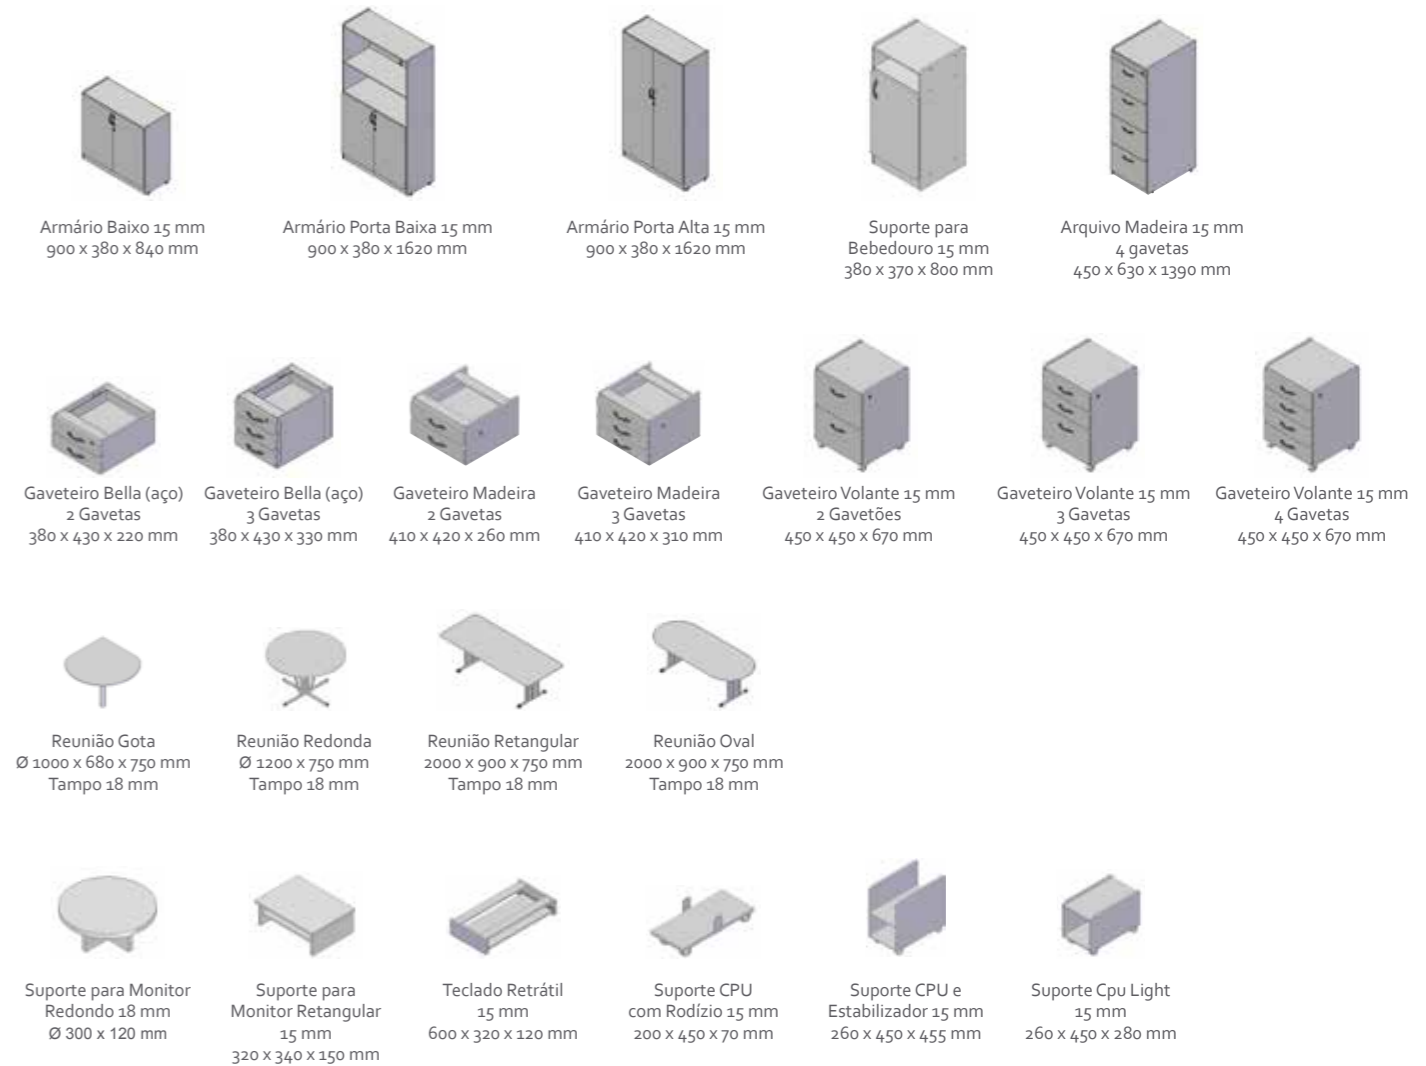 Armário Baixo 15 mm
900 x 380 x 840 mm
Armário Porta Baixa 15 mm
900 x 380 x 1620 mm
Armário Porta Alta 15 mm
900 x 380 x 1620 mm
Suporte para
Bebedouro 15 mm
380 x 370 x 800 mm
Arquivo Madeira 15 mm
4 gavetas
450 x 630 x 1390 mm
Gaveteiro Bella (aço)
2 Gavetas
380 x 430 x 220 mm
Gaveteiro Bella (aço)
3 Gavetas
380 x 430 x 330 mm
Gaveteiro Madeira
2 Gavetas
410 x 420 x 260 mm
Gaveteiro Madeira
3 Gavetas
410 x 420 x 310 mm
Gaveteiro Volante 15 mm
2 Gavetões
450 x 450 x 670 mm
Gaveteiro Volante 15 mm
3 Gavetas
450 x 450 x 670 mm
Gaveteiro Volante 15 mm
4 Gavetas
450 x 450 x 670 mm
Reunião Gota
Ø 1000 x 680 x 750 mm
Tampo 18 mm
Reunião Redonda
Ø 1200 x 750 mm
Tampo 18 mm
Reunião Retangular
2000 x 900 x 750 mm
Tampo 18 mm
Reunião Oval
2000 x 900 x 750 mm
Tampo 18 mm
Suporte para Monitor
Redondo 18 mm
Ø 300 x 120 mm
Suporte para
Monitor Retangular
15 mm
320 x 340 x 150 mm
Teclado Retrátil
15 mm
600 x 320 x 120 mm
Suporte CPU
com Rodízio 15 mm
200 x 450 x 70 mm
Suporte CPU e
Estabilizador 15 mm
260 x 450 x 455 mm
Suporte Cpu Light
15 mm
260 x 450 x 280 mm